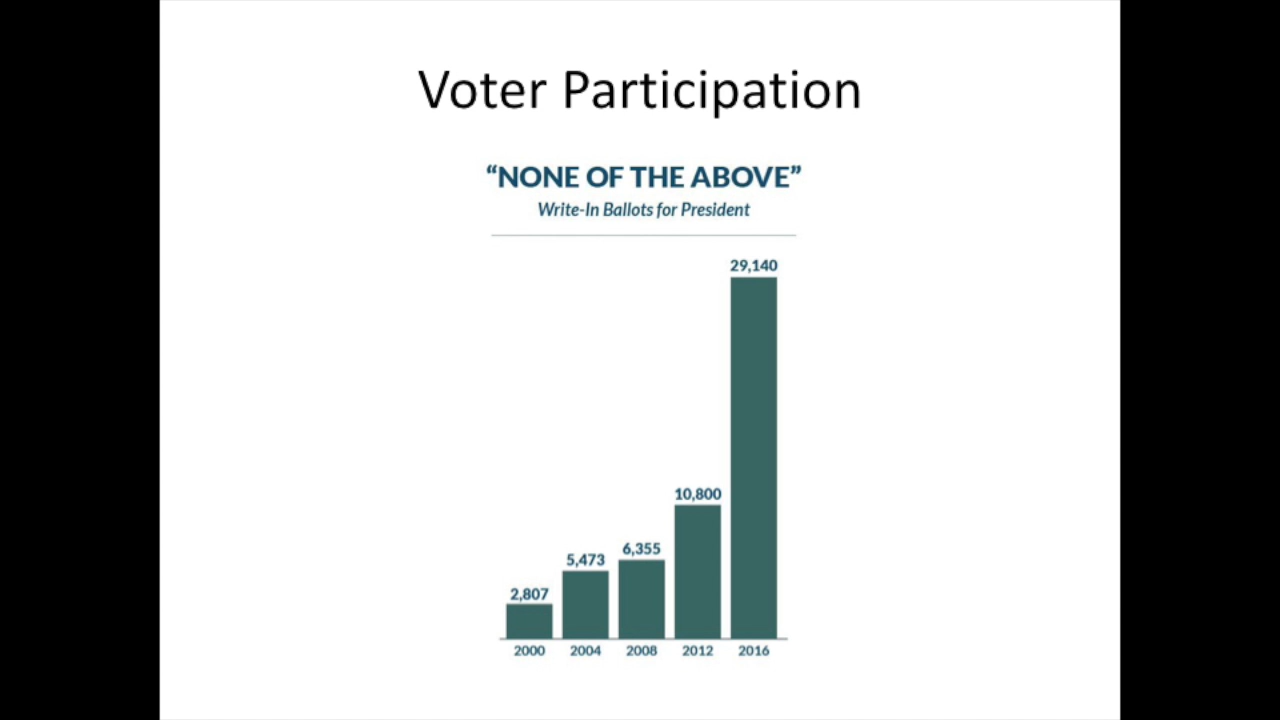 Voter Participation
“NONE OF THE ABOVE”
Write-In Ballots for President
29,140
10,800
6,355
5,473
2,807
2000 2004 2008 2012 2016